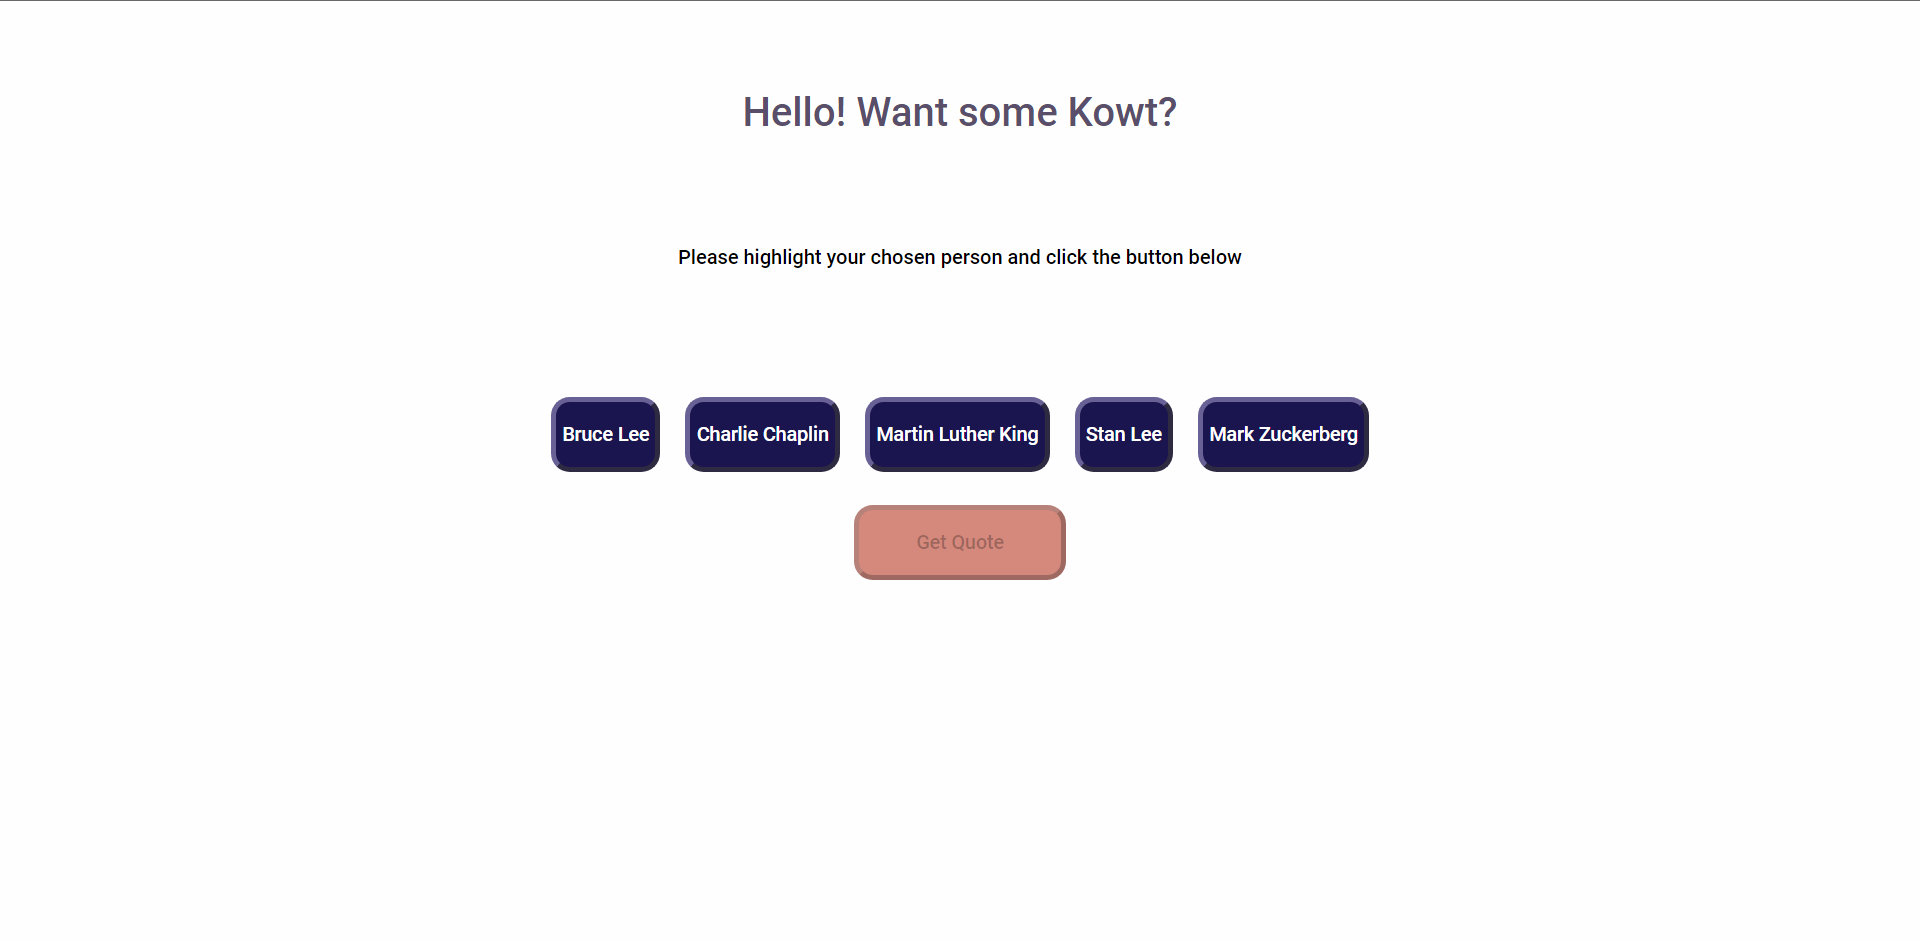 Hello! Want some Kowt?
Please highlight your chosen person and click the button below
Bruce Lee
Charlie Chaplin
Martin Luther King
Stan Lee
Mark Zuckerberg
Get Quote